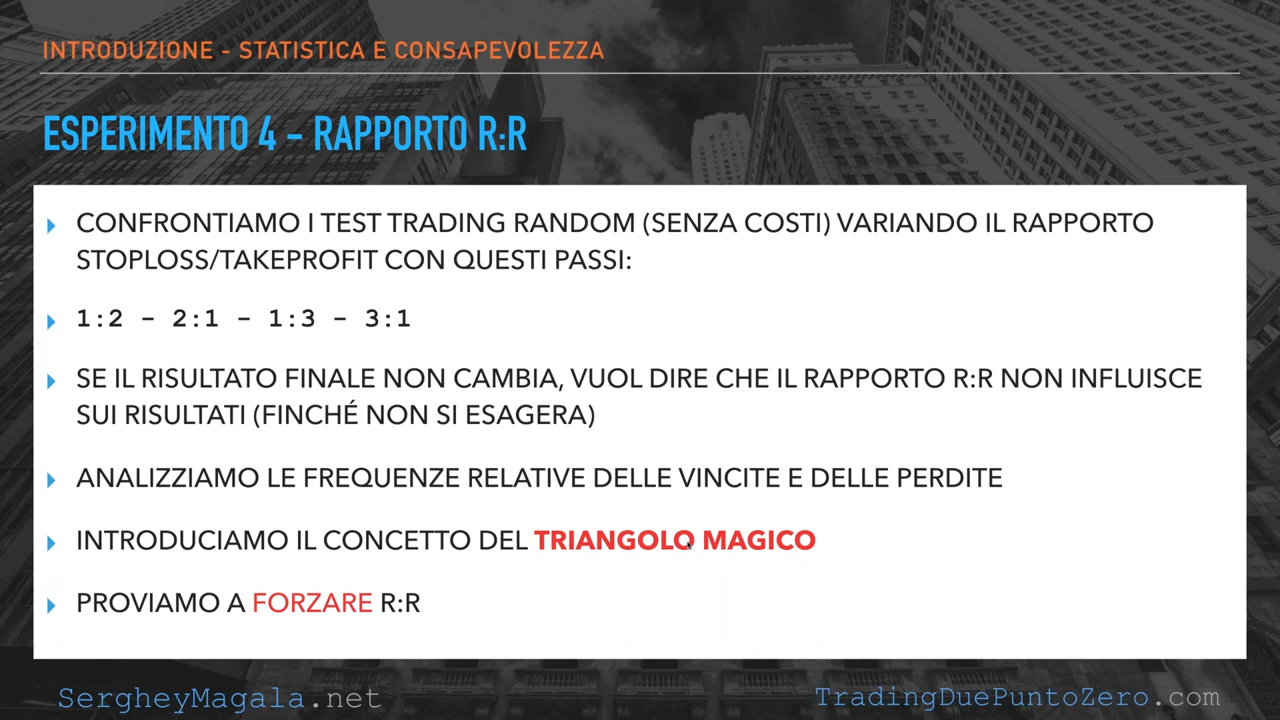 INTRODUZIONE - STATISTICA E CONSAPEVOLEZZA
ESPERIMENTO 4 - RAPPORTO R:R
CONFRONTIAMO I TEST TRADING RANDOM (SENZA COSTI) VARIANDO IL RAPPORTO
STOPLOSS/TAKEPROFIT CON QUESTI PASSI:
1:2 - 2:1 - 1:3 - 3:1
SE IL RISULTATO FINALE NON CAMBIA, VUOL DIRE CHE IL RAPPORTO R:R NON INFLUISCE
SUI RISULTATI (FINCHÉ NON SI ESAGERA)
ANALIZZIAMO LE FREQUENZE RELATIVE DELLE VINCITE E DELLE PERDITE
INTRODUCIAMO IL CONCETTO DEL TRIANGOLO MAGICO
PROVIAMO A FORZARE R:R
SergheyMagala.net
TradingDuePuntoZero.com